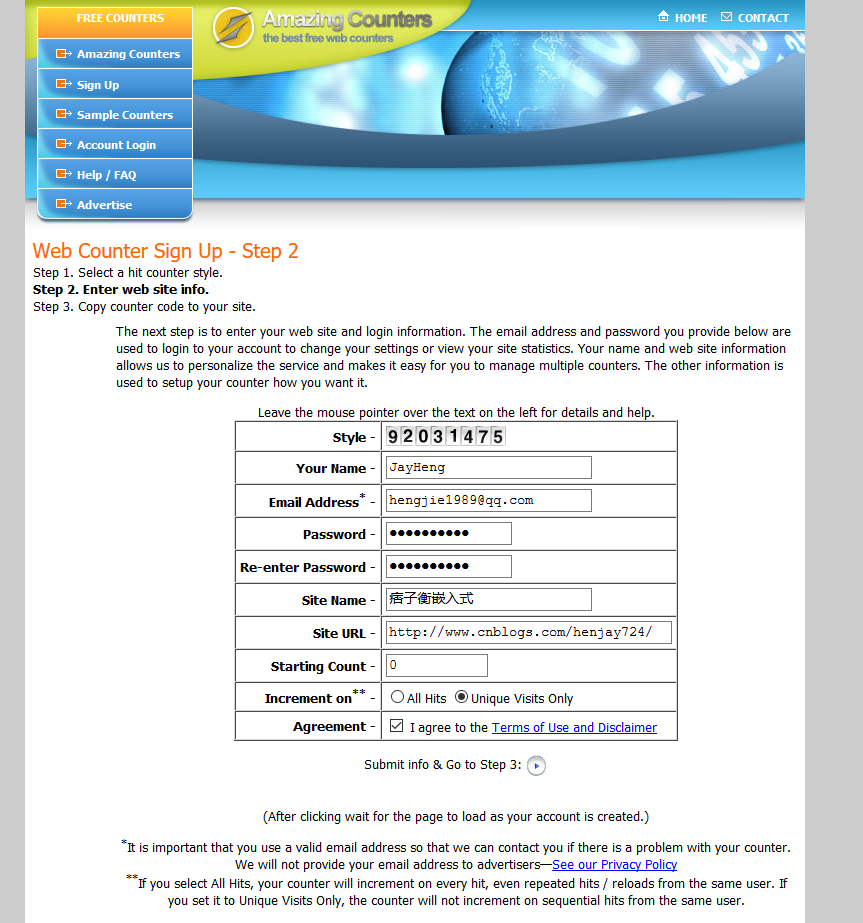 FREE COUNTERS
Amazing Counters
Sign Up
Sample Counters
Account Login
Help / FAQ
Advertise
Amazing Counters
the best free web counters
HOME
CONTACT
Web Counter Sign Up - Step 2
Step 1. Select a hit counter style.
Step 2. Enter web site info.
Step 3. Copy counter code to your site.
The next step is to enter your web site and login information. The email address and password you provide below are
used to login to your account to change your settings or view your site statistics. Your name and web site information
allows us to personalize the service and makes it easy for you to manage multiple counters. The other information is
used to setup your counter how you want it.
Leave the mouse pointer over the text on the left for details and help.
Style - 92031475
Your Name - JayHeng
Email Address* - hengjie1989@qq.com
Password - ●●●●●●●●●●
Re-enter Password - ●●●●●●●●●●
Site Name - 痞子衡嵌入式
Site URL - http://www.cnblogs.com/henjay724/
Starting Count - 0
Increment on** - All Hits Unique Visits Only
Agreement - I agree to the Terms of Use and Disclaimer
Submit info & Go to Step 3:
(After clicking wait for the page to load as your account is created.)
*It is important that you use a valid email address so that we can contact you if there is a problem with your counter.
We will not provide your email address to advertisers—See our Privacy Policy
**If you select All Hits, your counter will increment on every hit, even repeated hits / reloads from the same user. If
you set it to Unique Visits Only, the counter will not increment on sequential hits from the same user.